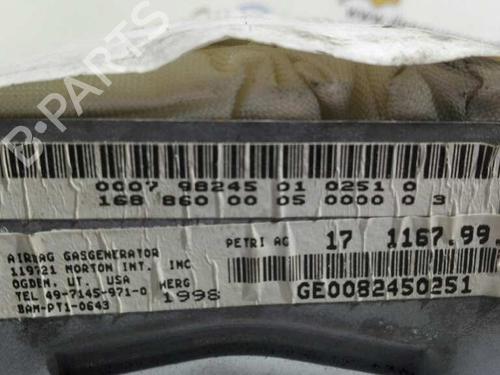 B-PARTS
0007 98245 01 0251 0
168 860 00 05 0000 0 3
AIRBAG GASGENERATOR
119721 MORTON INT. INC
OGDEN. UT. USA
TEL 49-7145-971-0
BAM-PT1-0643
HERG
1998
PETRI AG
17 1167.99.
GE0082450251